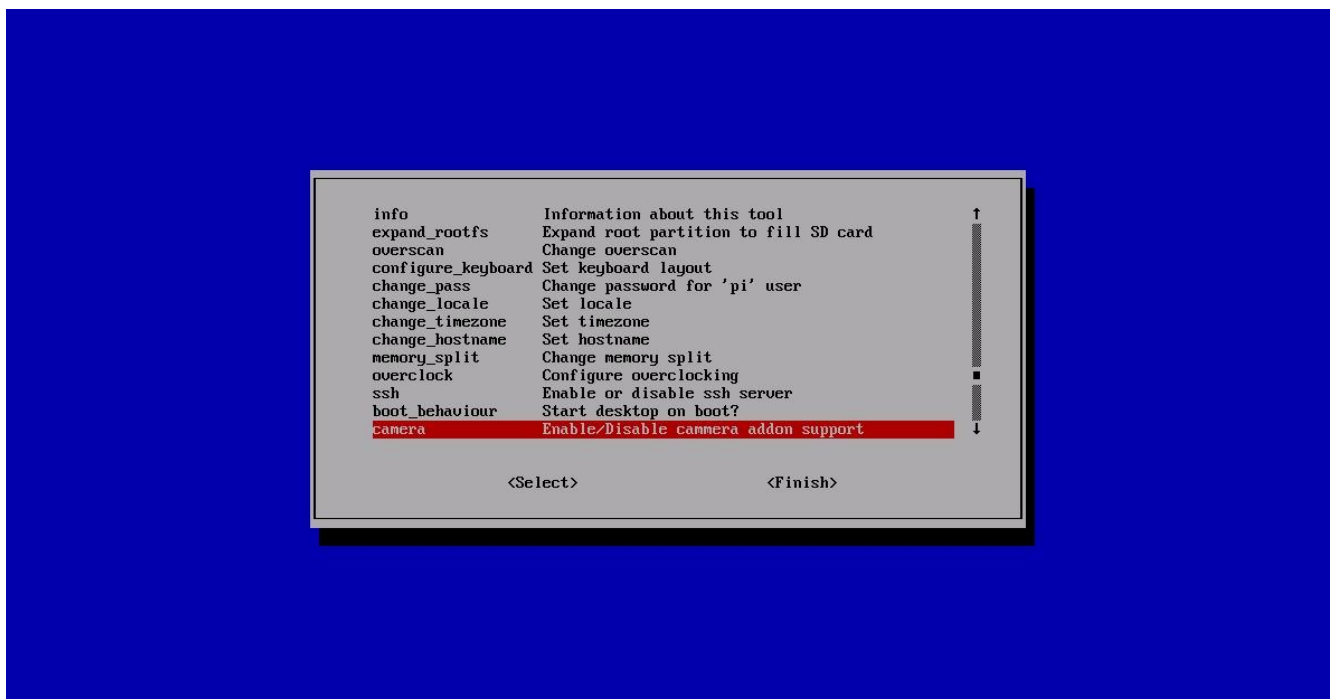 info Information about this tool
expand_rootfs Expand root partition to fill SD card
overscan Change overscan
configure_keyboard Set keyboard layout
change_pass Change password for 'pi' user
change_locale Set locale
change_timezone Set timezone
change_hostname Set hostname
memory_split Change memory split
overclock Configure overclocking
ssh Enable or disable ssh server
boot_behaviour Start desktop on boot?
camera Enable/Disable cammera addon support
<Select> <Finish>